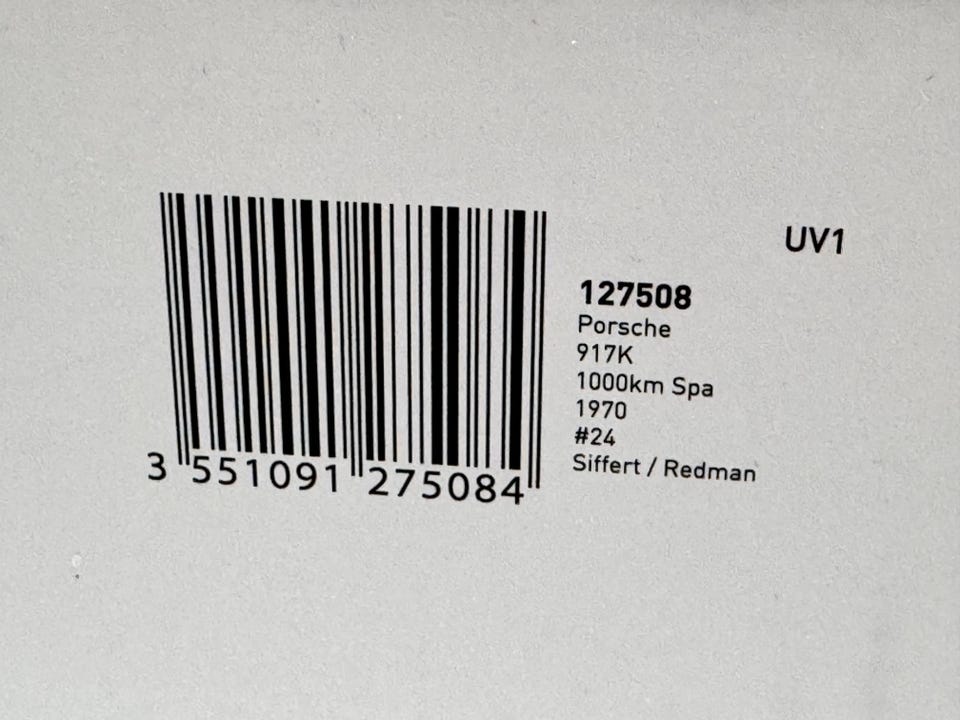 UV1
127508
Porsche
917K
1000km Spa
1970
#24
Siffert / Redman
3 551091 275084